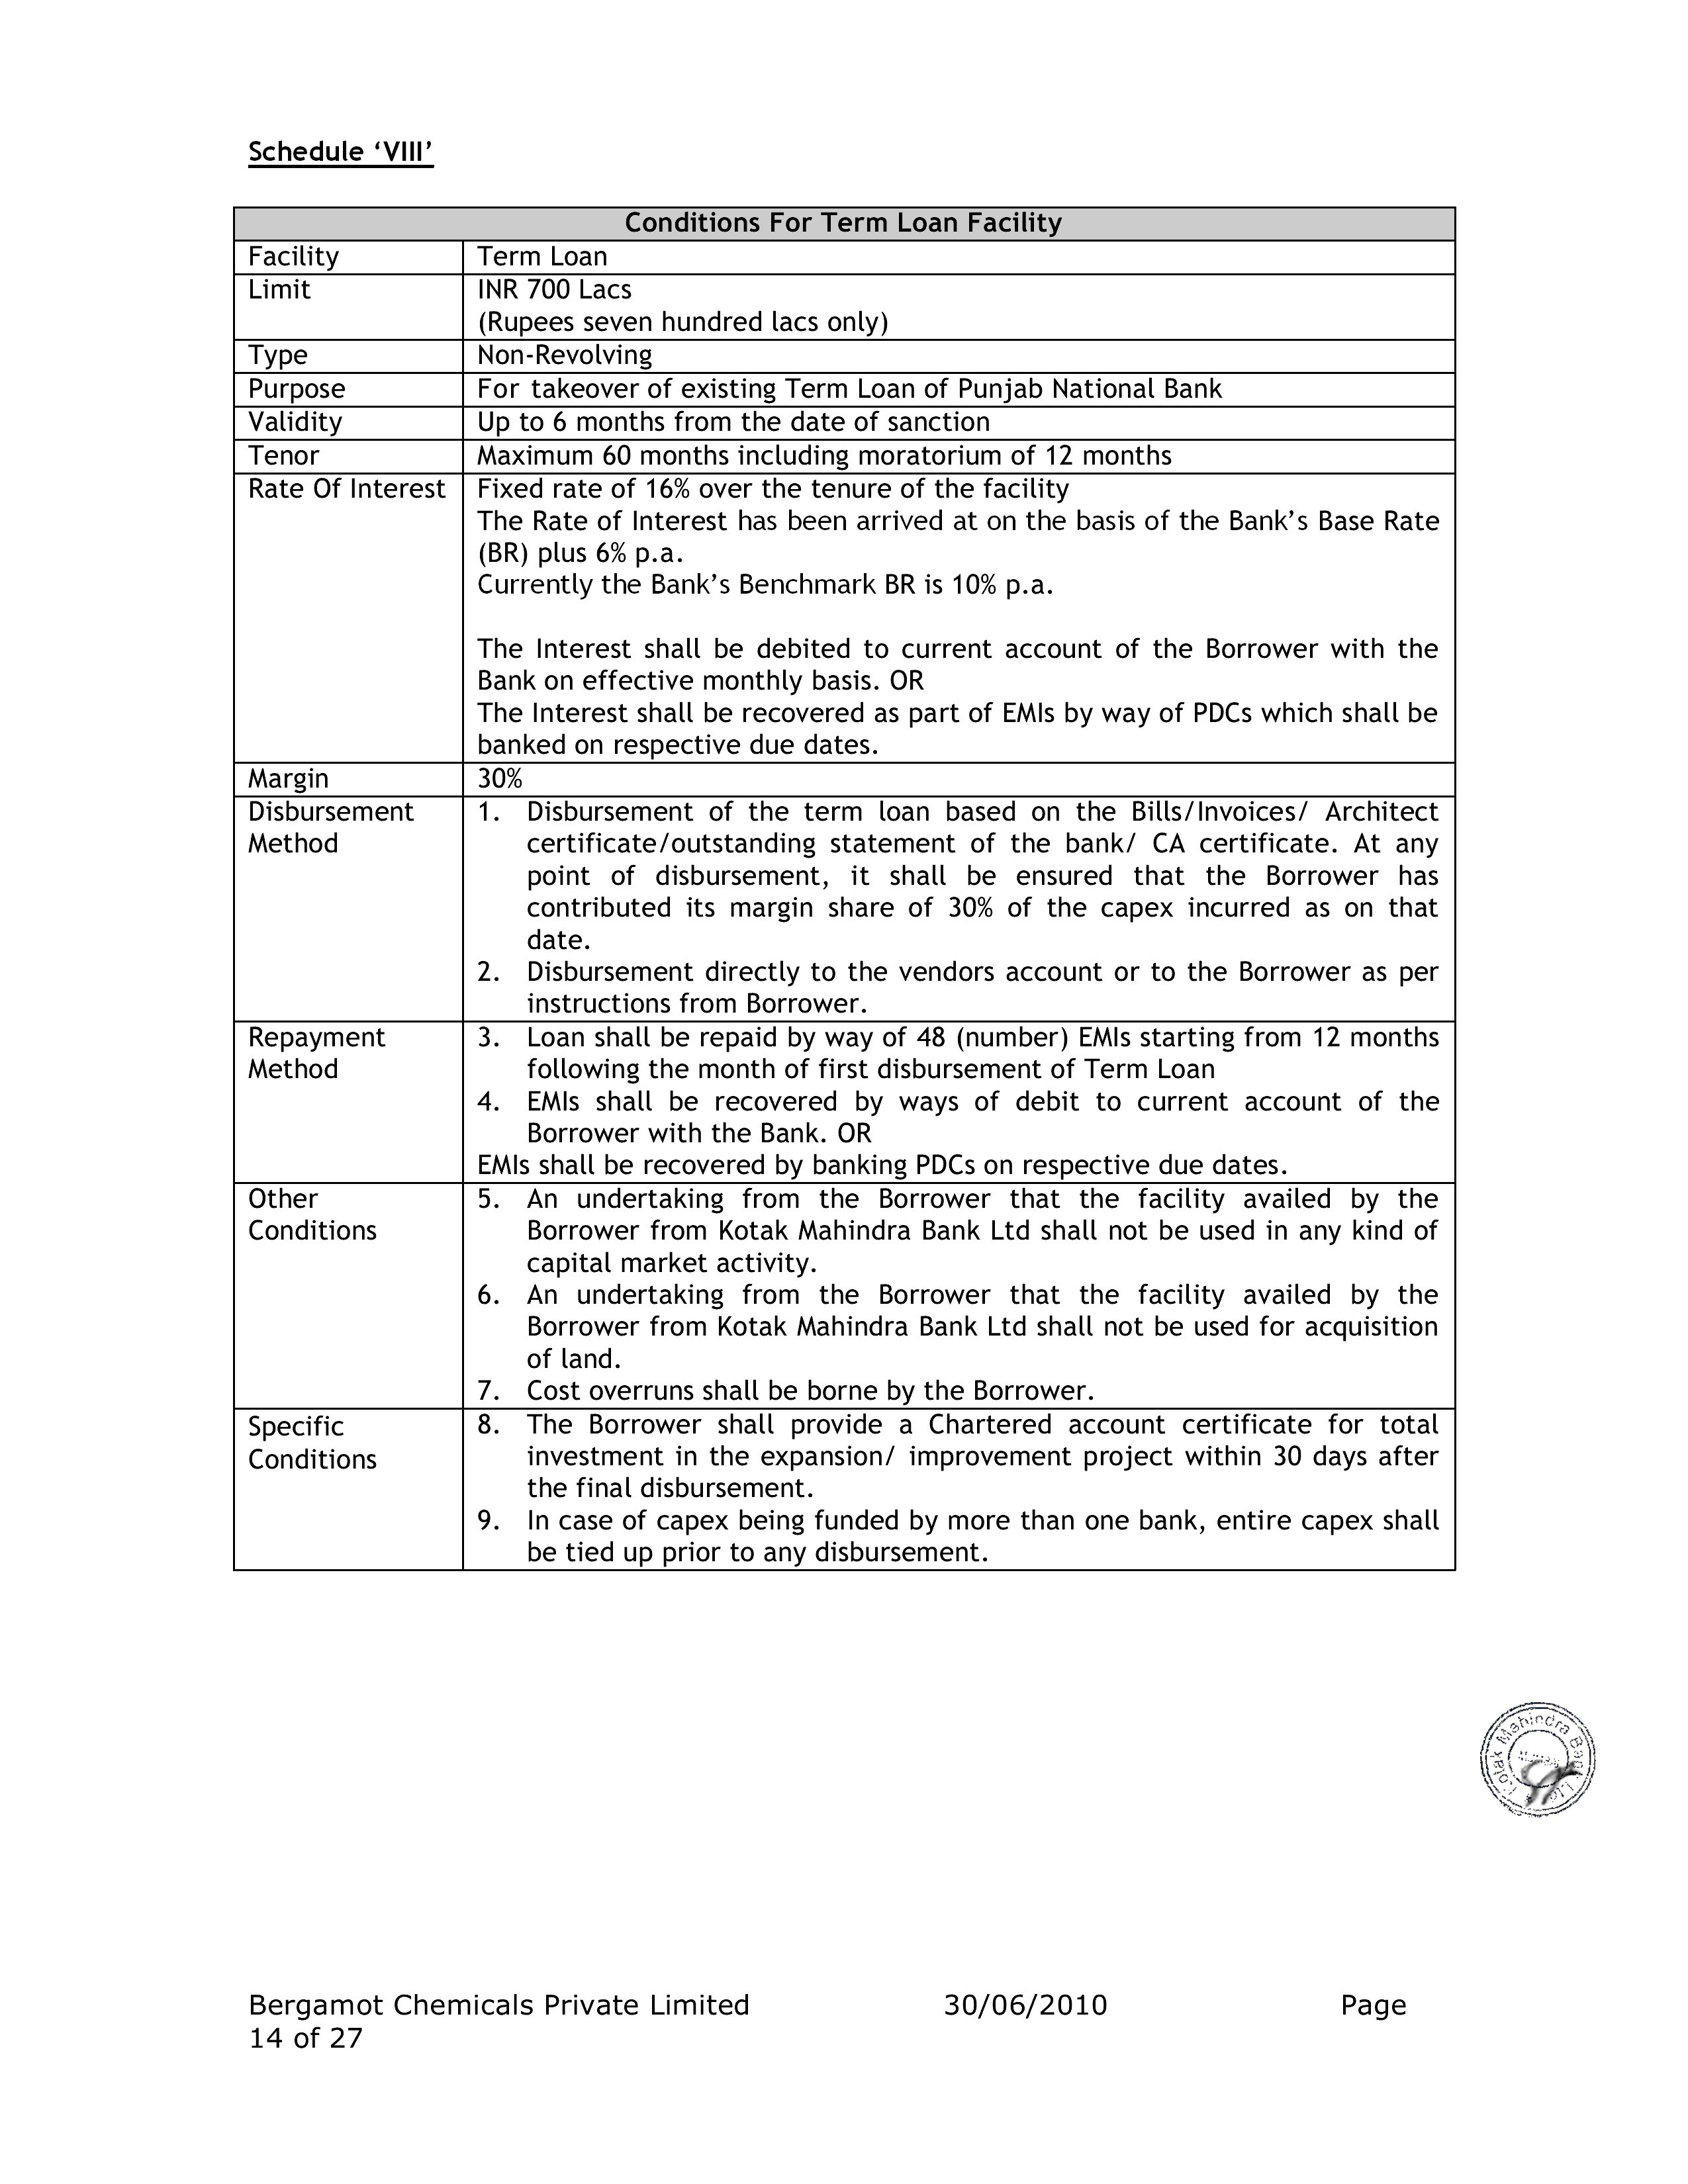 Schedule ‘VIII’
Conditions For Term Loan Facility
Facility
Term Loan
Limit
INR 700 Lacs
(Rupees seven hundred lacs only)
Type
Non-Revolving
Purpose
For takeover of existing Term Loan of Punjab National Bank
Validity
Up to 6 months from the date of sanction
Tenor
Maximum 60 months including moratorium of 12 months
Rate Of Interest
Fixed rate of 16% over the tenure of the facility
The Rate of Interest has been arrived at on the basis of the Bank’s Base Rate
(BR) plus 6% p.a.
Currently the Bank’s Benchmark BR is 10% p.a.
The Interest shall be debited to current account of the Borrower with the
Bank on effective monthly basis. OR
The Interest shall be recovered as part of EMIs by way of PDCs which shall be
banked on respective due dates.
Margin
30%
Disbursement
Method
1. Disbursement of the term loan based on the Bills/Invoices/ Architect
certificate/outstanding statement of the bank/ CA certificate. At any
point of disbursement, it shall be ensured that the Borrower has
contributed its margin share of 30% of the capex incurred as on that
date.
2. Disbursement directly to the vendors account or to the Borrower as per
instructions from Borrower.
Repayment
Method
3. Loan shall be repaid by way of 48 (number) EMIs starting from 12 months
following the month of first disbursement of Term Loan
4. EMIs shall be recovered by ways of debit to current account of the
Borrower with the Bank. OR
EMIs shall be recovered by banking PDCs on respective due dates.
Other
Conditions
5. An undertaking from the Borrower that the facility availed by the
Borrower from Kotak Mahindra Bank Ltd shall not be used in any kind of
capital market activity.
6. An undertaking from the Borrower that the facility availed by the
Borrower from Kotak Mahindra Bank Ltd shall not be used for acquisition
of land.
7. Cost overruns shall be borne by the Borrower.
Specific
Conditions
8. The Borrower shall provide a Chartered account certificate for total
investment in the expansion/ improvement project within 30 days after
the final disbursement.
9. In case of capex being funded by more than one bank, entire capex shall
be tied up prior to any disbursement.
Kotak Mahindra Bank Ltd
Bergamot Chemicals Private Limited 30/06/2010 Page
14 of 27